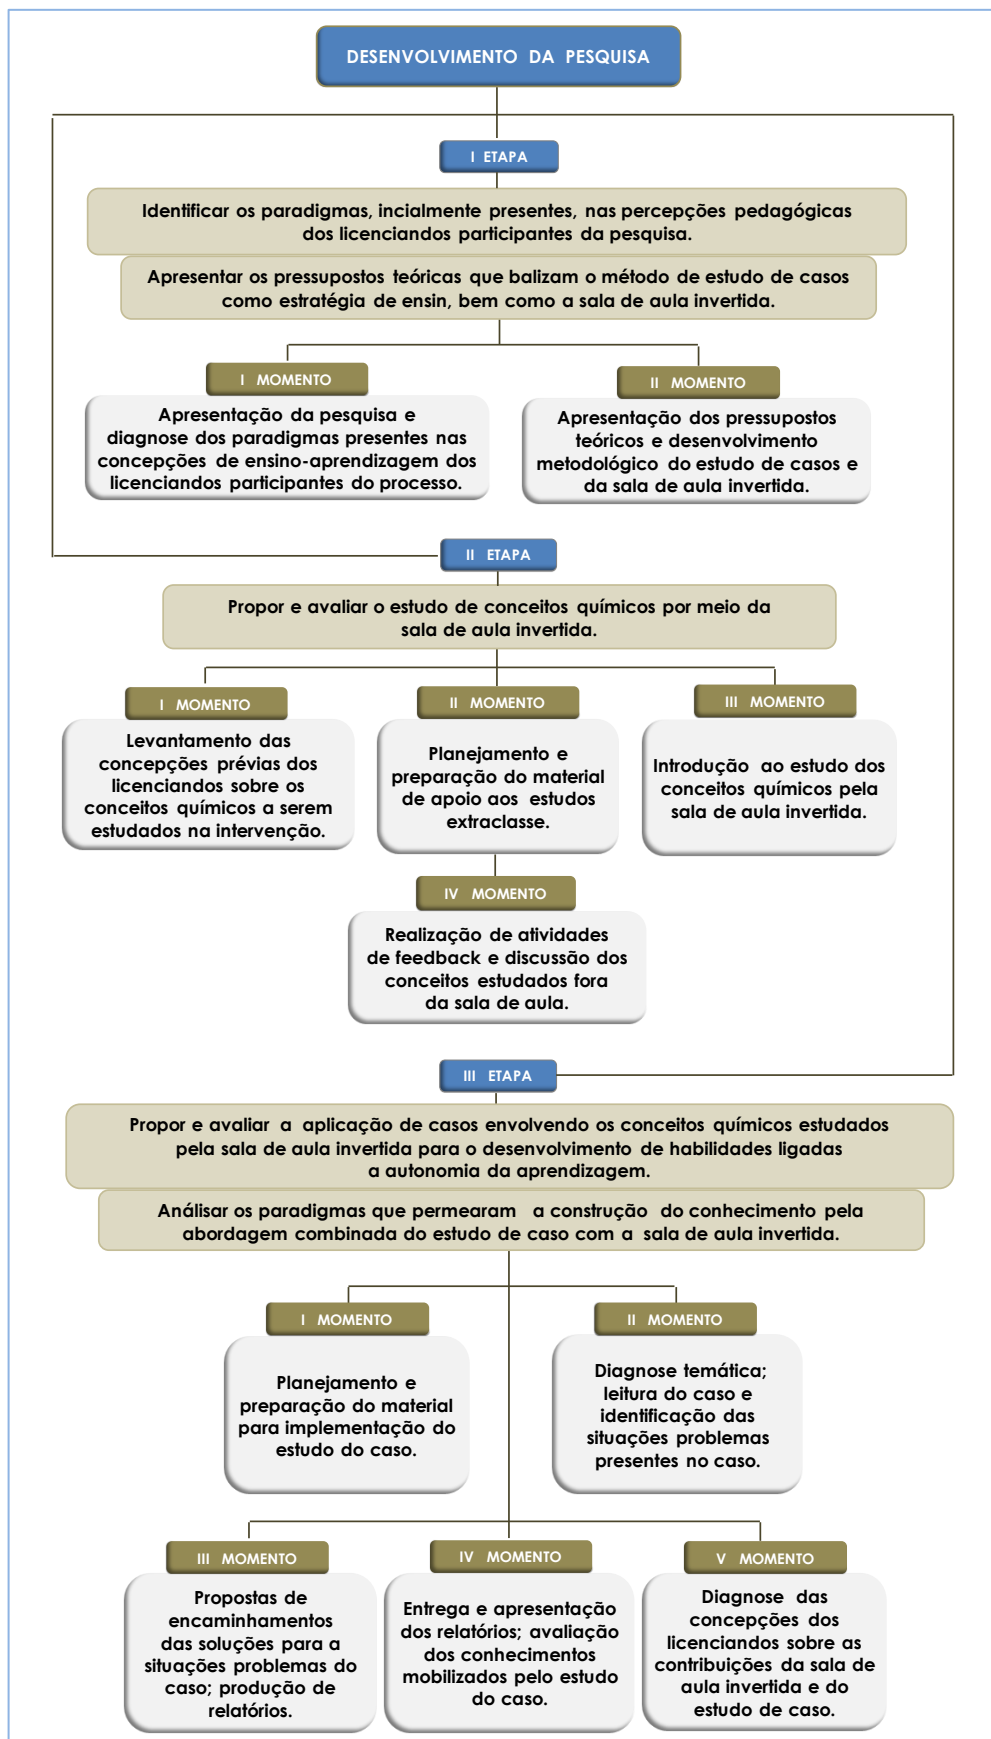 DESENVOLVIMENTO DA PESQUISA
I ETAPA
Identificar os paradigmas, incialmente presentes, nas percepções pedagógicas
dos licenciandos participantes da pesquisa.
Apresentar os pressupostos teóricas que balizam o método de estudo de casos
como estratégia de ensin, bem como a sala de aula invertida.
I MOMENTO
Apresentação da pesquisa e
diagnose dos paradigmas presentes nas
concepções de ensino-aprendizagem dos
licenciandos participantes do processo.
II MOMENTO
Apresentação dos pressupostos
teóricos e desenvolvimento
metodológico do estudo de casos e
da sala de aula invertida.
II ETAPA
Propor e avaliar o estudo de conceitos químicos por meio da
sala de aula invertida.
I MOMENTO
Levantamento das
concepções prévias dos
licenciandos sobre os
conceitos químicos a serem
estudados na intervenção.
II MOMENTO
Planejamento e
preparação do material
de apoio aos estudos
extraclasse.
III MOMENTO
Introdução ao estudo dos
conceitos químicos pela
sala de aula invertida.
IV MOMENTO
Realização de atividades
de feedback e discussão dos
conceitos estudados fora
da sala de aula.
III ETAPA
Propor e avaliar a aplicação de casos envolvendo os conceitos químicos estudados
pela sala de aula invertida para o desenvolvimento de habilidades ligadas
a autonomia da aprendizagem.
Análisar os paradigmas que permearam a construção do conhecimento pela
abordagem combinada do estudo de caso com a sala de aula invertida.
I MOMENTO
Planejamento e
preparação do material
para implementação do
estudo do caso.
II MOMENTO
Diagnose temática;
leitura do caso e
identificação das
situações problemas
presentes no caso.
III MOMENTO
Propostas de
encaminhamentos
das soluções para a
situações problemas do
caso; produção de
relatórios.
IV MOMENTO
Entrega e apresentação
dos relatórios; avaliação
dos conhecimentos
mobilizados pelo estudo
do caso.
V MOMENTO
Diagnose das
concepções dos
licenciandos sobre as
contribuições da sala de
aula invertida e do
estudo de caso.